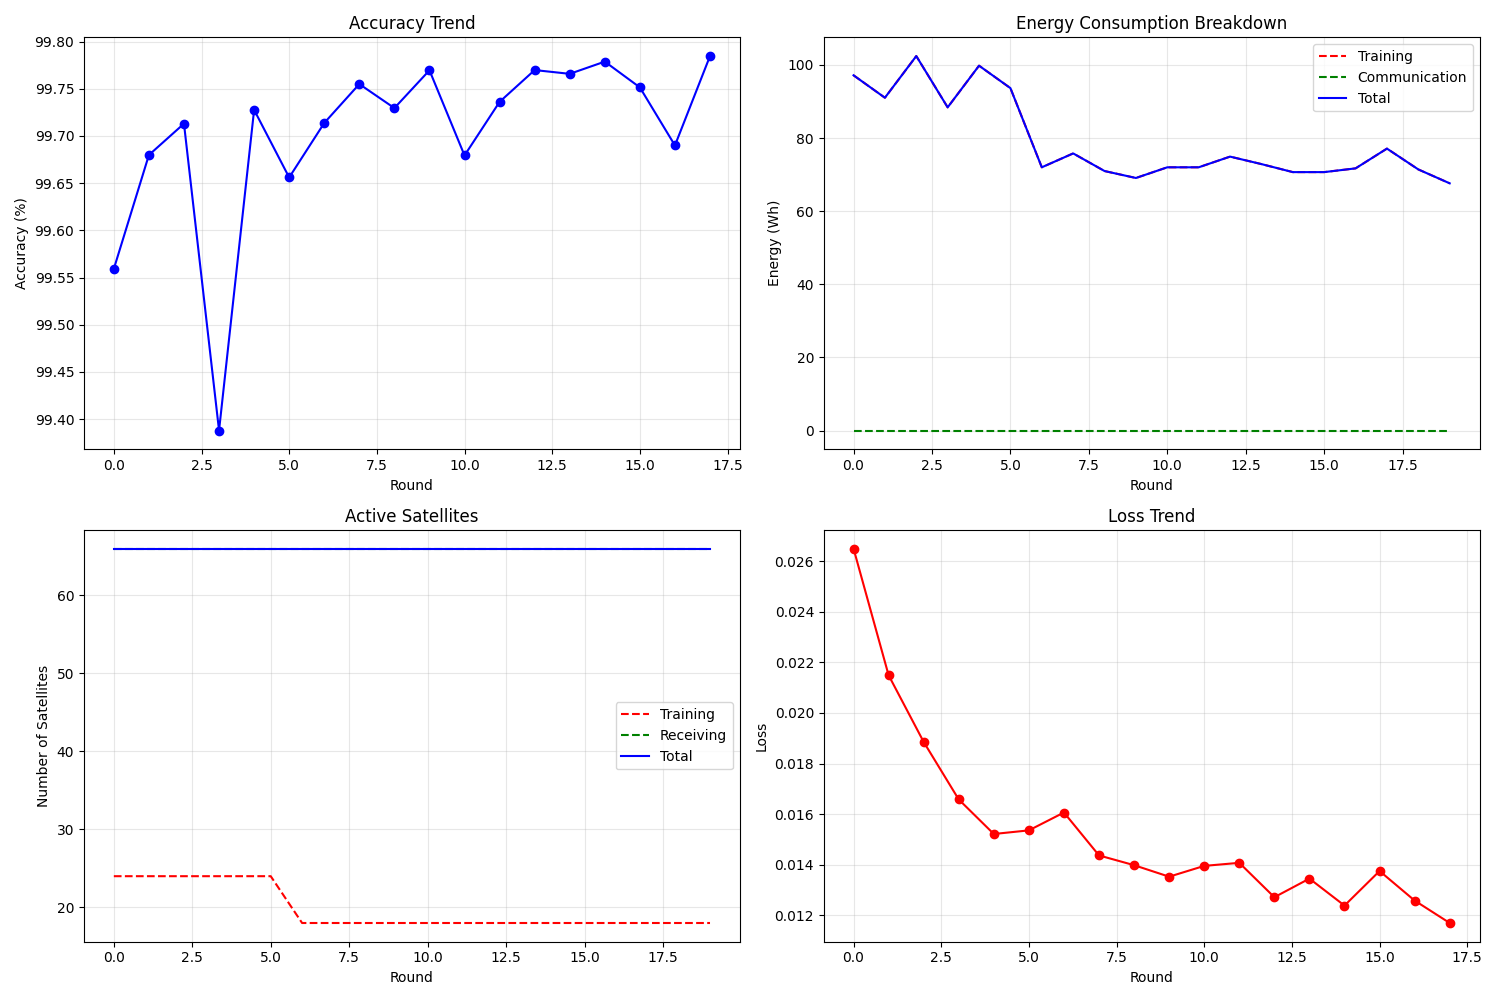 Accuracy Trend
Accuracy (%)
99.80
99.75
99.70
99.65
99.60
99.55
99.50
99.45
99.40
0.0 2.5 5.0 7.5 10.0 12.5 15.0 17.5
Round
Energy Consumption Breakdown
Energy (Wh)
100
80
60
40
20
0
Training
Communication
Total
0.0 2.5 5.0 7.5 10.0 12.5 15.0 17.5
Round
Active Satellites
Number of Satellites
60
50
40
30
20
Training
Receiving
Total
0.0 2.5 5.0 7.5 10.0 12.5 15.0 17.5
Round
Loss Trend
Loss
0.026
0.024
0.022
0.020
0.018
0.016
0.014
0.012
0.0 2.5 5.0 7.5 10.0 12.5 15.0 17.5
Round